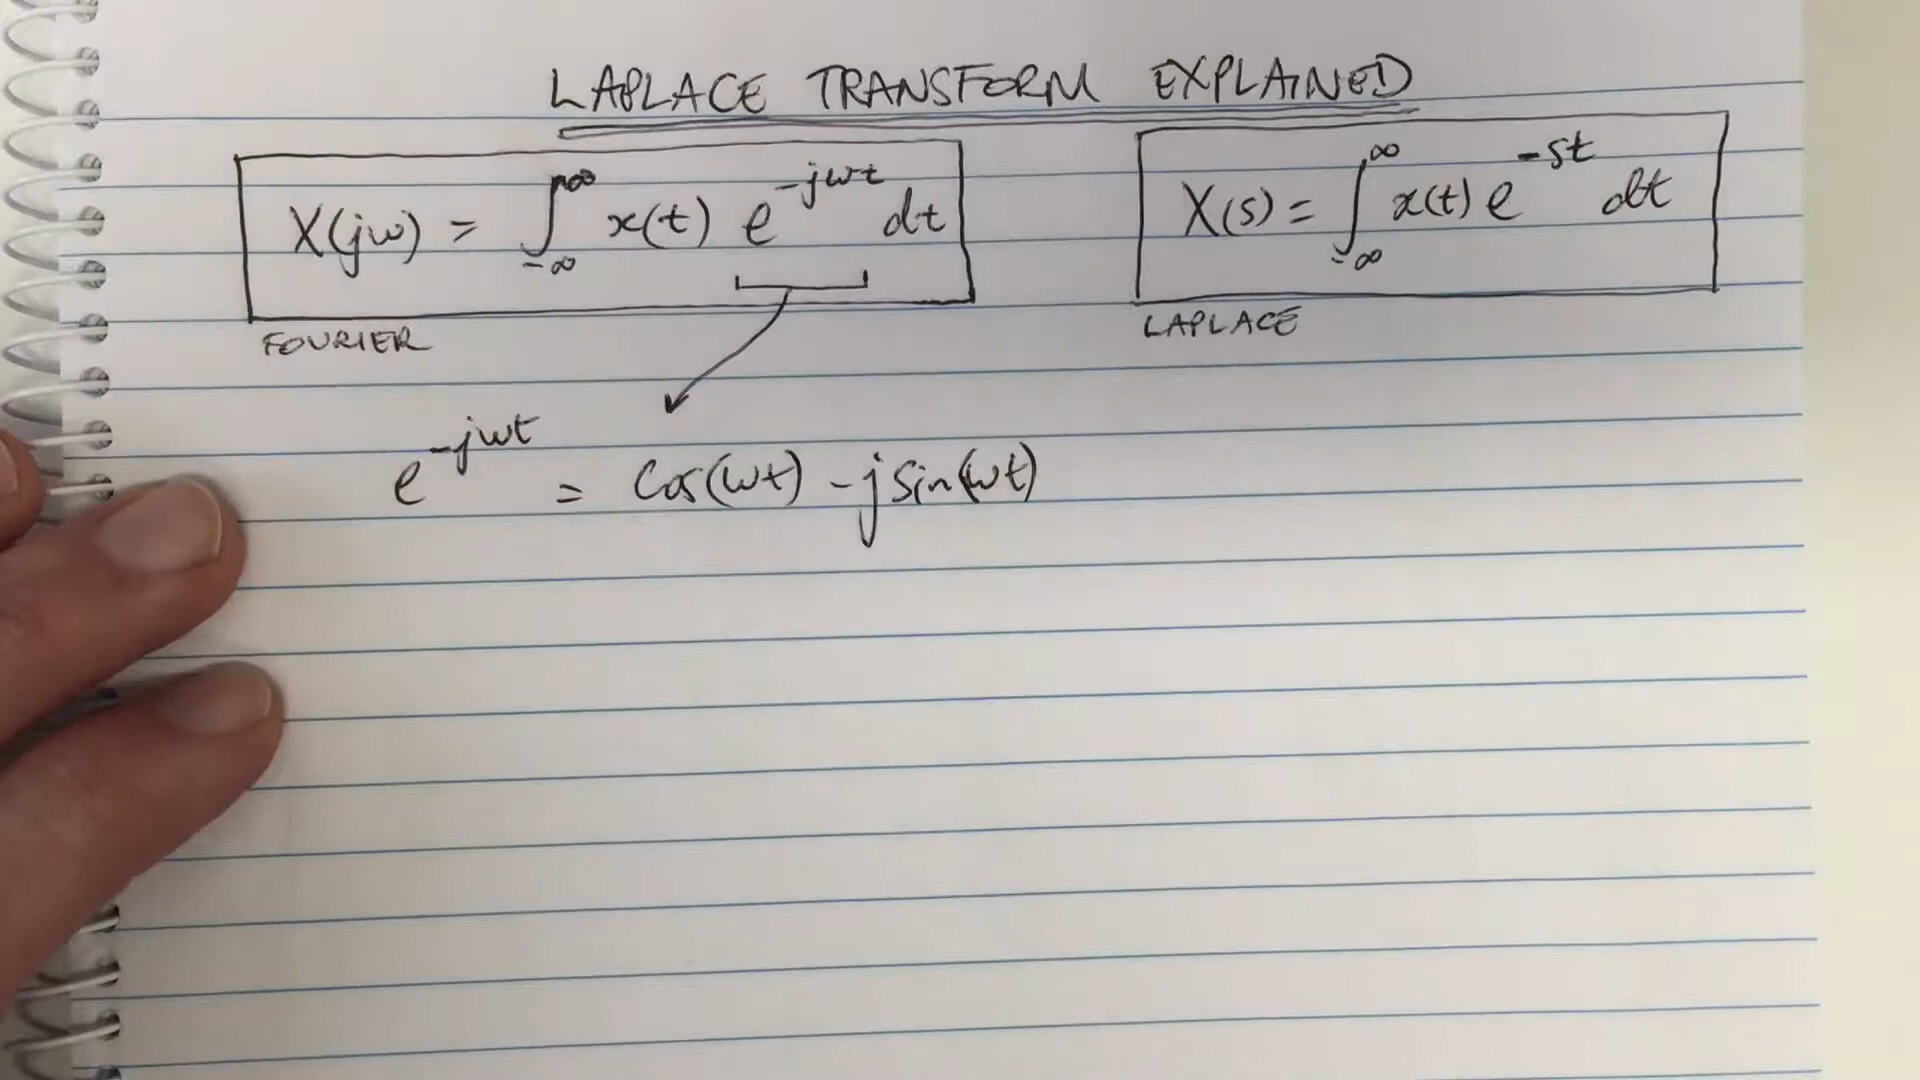 LAPLACE TRANSFORM EXPLAINED
X(jω) = ∫_{-∞}^{∞} x(t) e^{-jωt} dt
FOURIER
X(s) = ∫_{-∞}^{∞} x(t) e^{-st} dt
LAPLACE
e^{-jωt} = Cos(ωt) - j Sin(ωt)